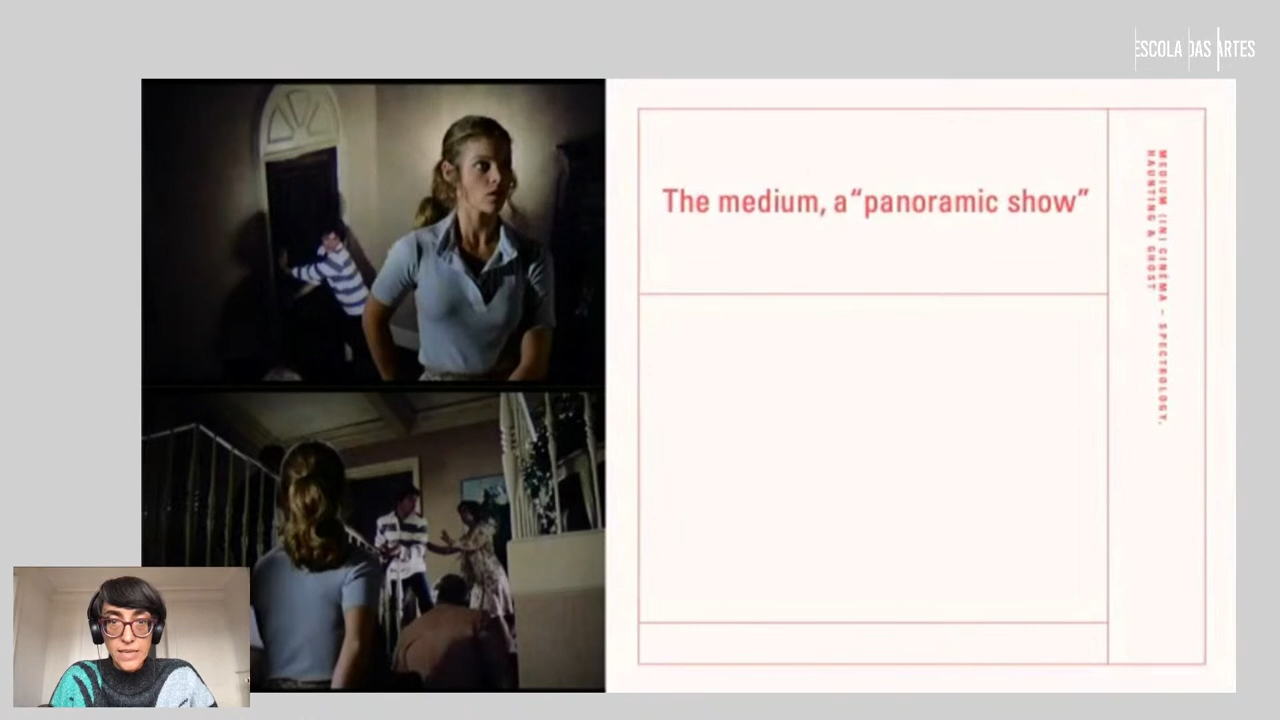 ESCOLA DAS ARTES
The medium, a “panoramic show”
MEDIUM (IN) CINEMA – SPECTROLOGY,
HAUNTING & GHOST